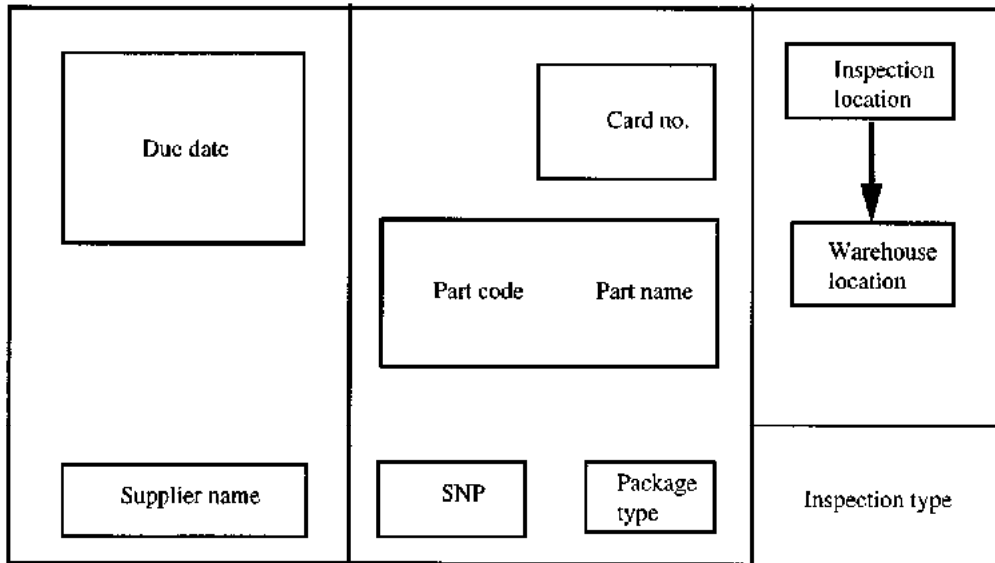 Due date
Supplier name
Card no.
Part code Part name
SNP
Package
type
Inspection
location
Warehouse
location
Inspection type